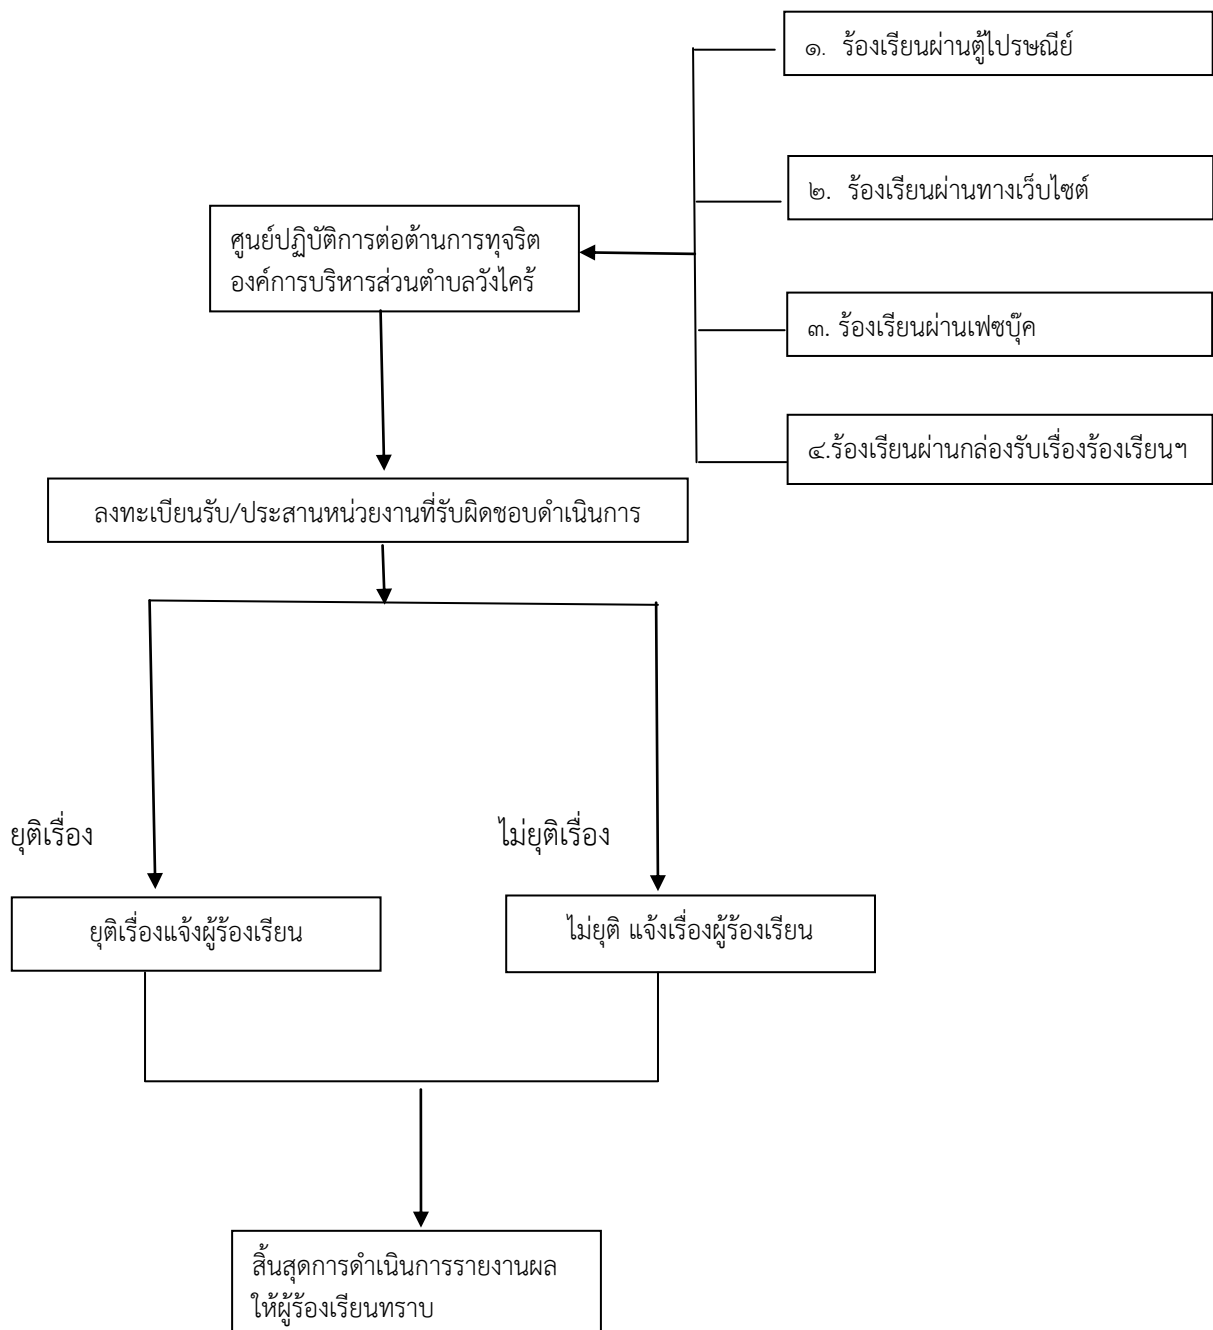 ๑. ร้องเรียนผ่านตู้ไปรษณีย์
๒. ร้องเรียนผ่านทางเว็บไซต์
ศูนย์ปฏิบัติการต่อต้านการทุจริต
องค์การบริหารส่วนตำบลวังไคร้
๓. ร้องเรียนผ่านเฟซบุ๊ค
๔.ร้องเรียนผ่านกล่องรับเรื่องร้องเรียนฯ
ลงทะเบียนรับ/ประสานหน่วยงานที่รับผิดชอบดำเนินการ
ยุติเรื่อง
ไม่ยุติเรื่อง
ยุติเรื่องแจ้งผู้ร้องเรียน
ไม่ยุติ แจ้งเรื่องผู้ร้องเรียน
สิ้นสุดการดำเนินการรายงานผล
ให้ผู้ร้องเรียนทราบ